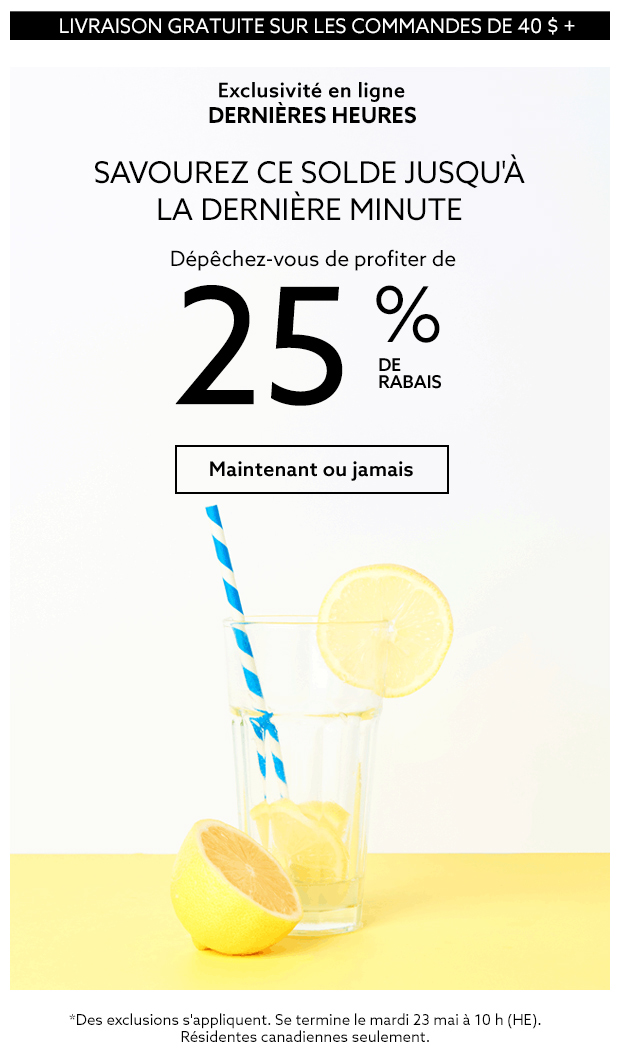 LIVRAISON GRATUITE SUR LES COMMANDES DE 40 $ +
Exclusivité en ligne
DERNIÈRES HEURES
SAVOUREZ CE SOLDE JUSQU'À
LA DERNIÈRE MINUTE
Dépêchez-vous de profiter de
25 %
DE
RABAIS
Maintenant ou jamais
*Des exclusions s'appliquent. Se termine le mardi 23 mai à 10 h (HE).
Résidentes canadiennes seulement.